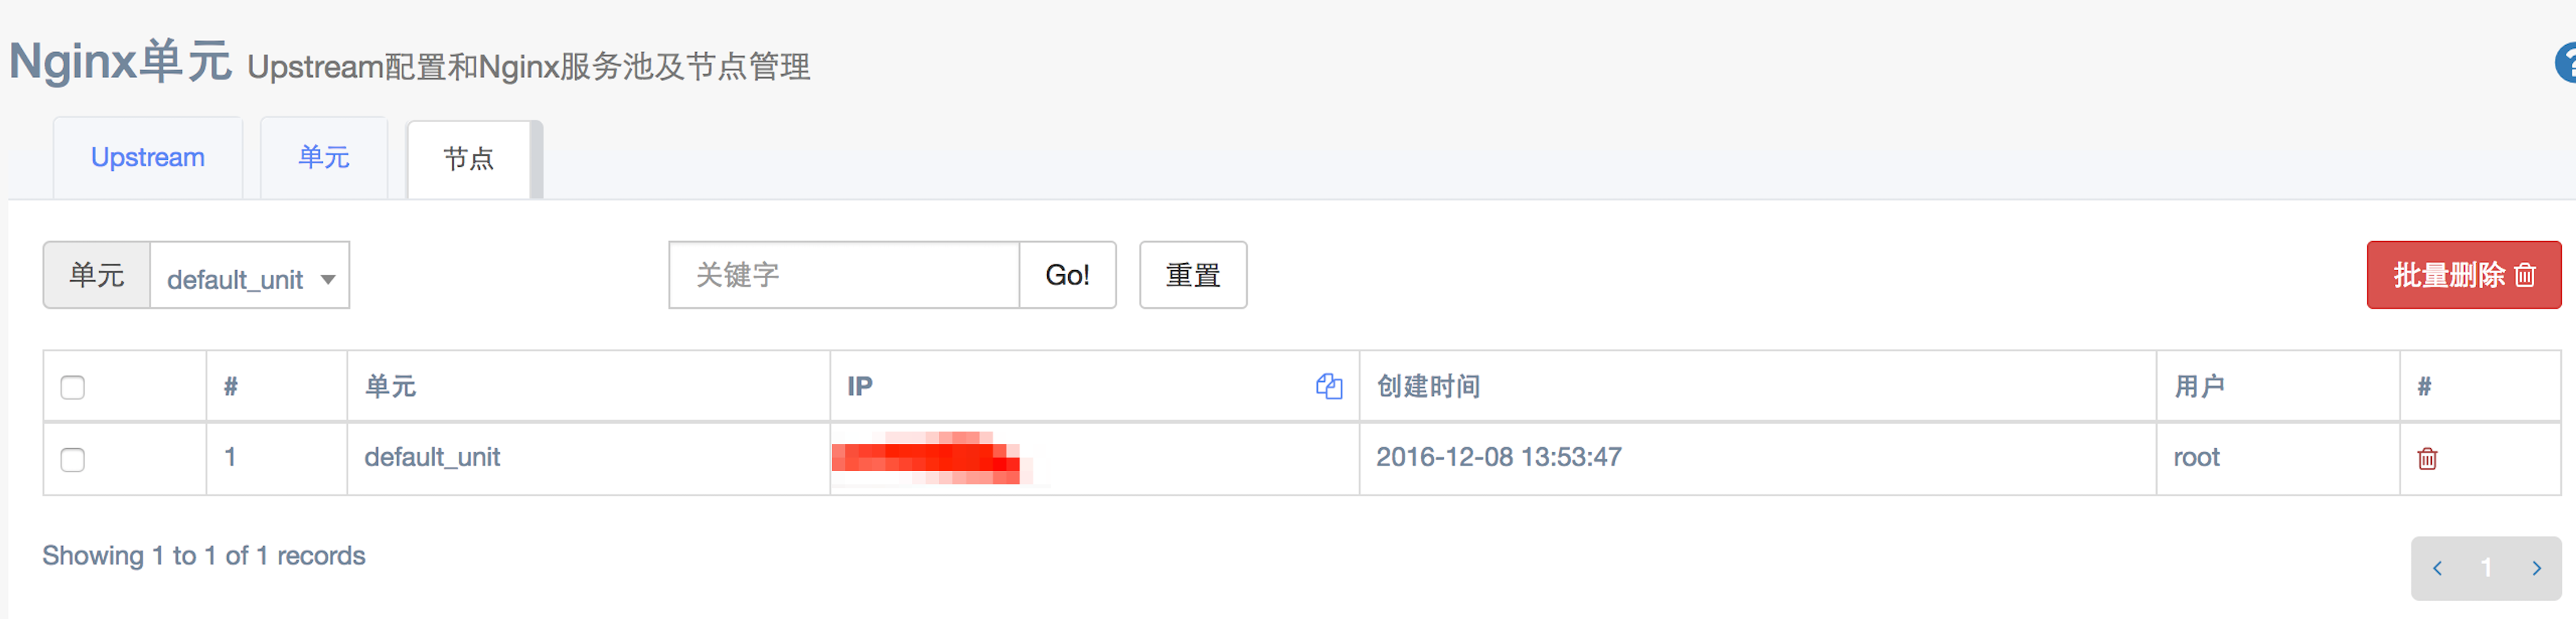 Nginx单元 Upstream配置和Nginx服务池及节点管理
Upstream 单元 节点
单元 default_unit 关键字 Go! 重置 批量删除
# 单元 IP 创建时间 用户 #
1 default_unit 2016-12-08 13:53:47 root
Showing 1 to 1 of 1 records
‹ 1 ›